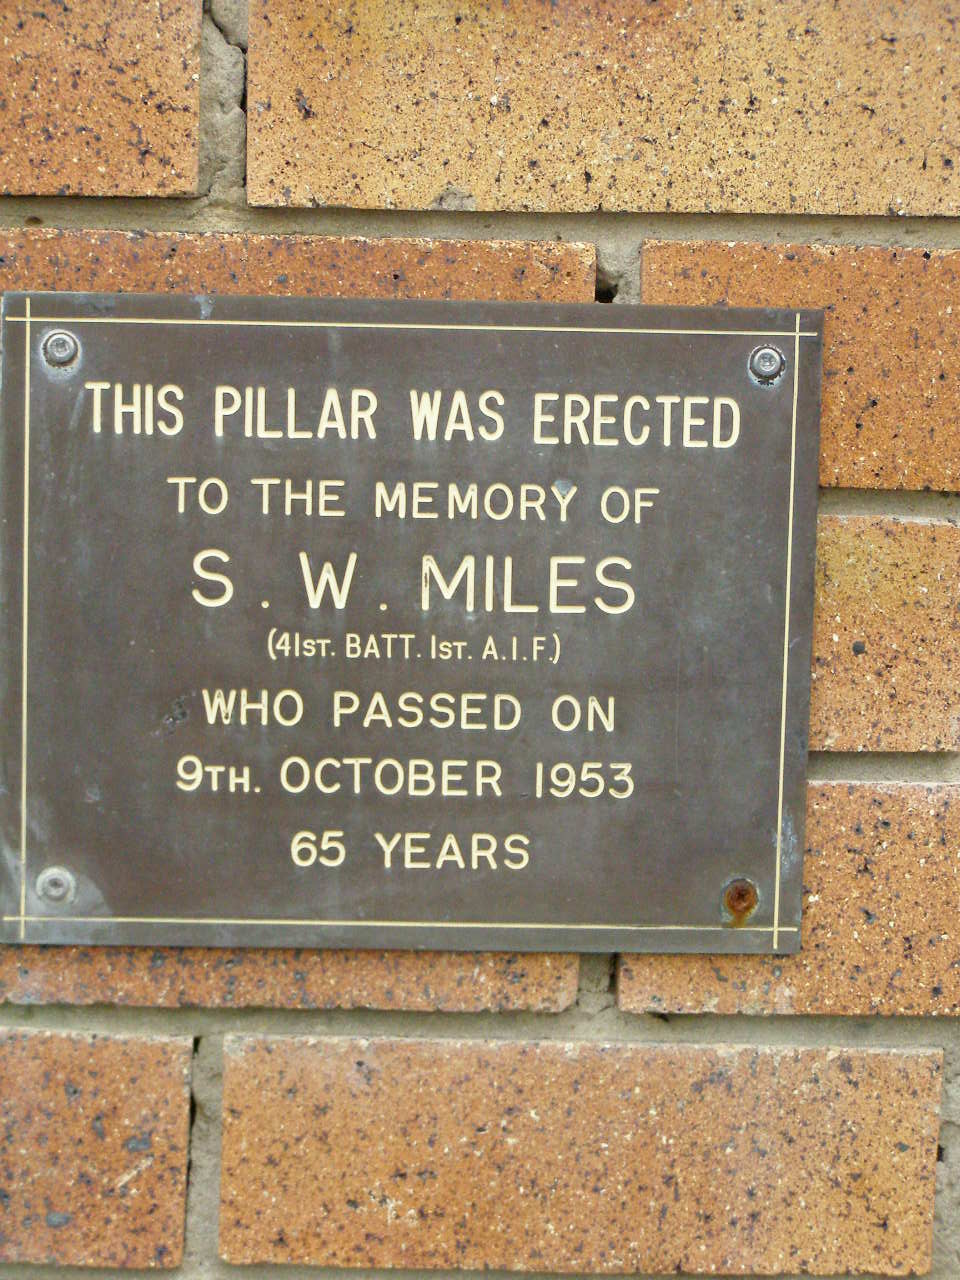 THIS PILLAR WAS ERECTED
TO THE MEMORY OF
S. W. MILES
(41ST. BATT. 1ST. A.I.F.)
WHO PASSED ON
9TH. OCTOBER 1953
65 YEARS